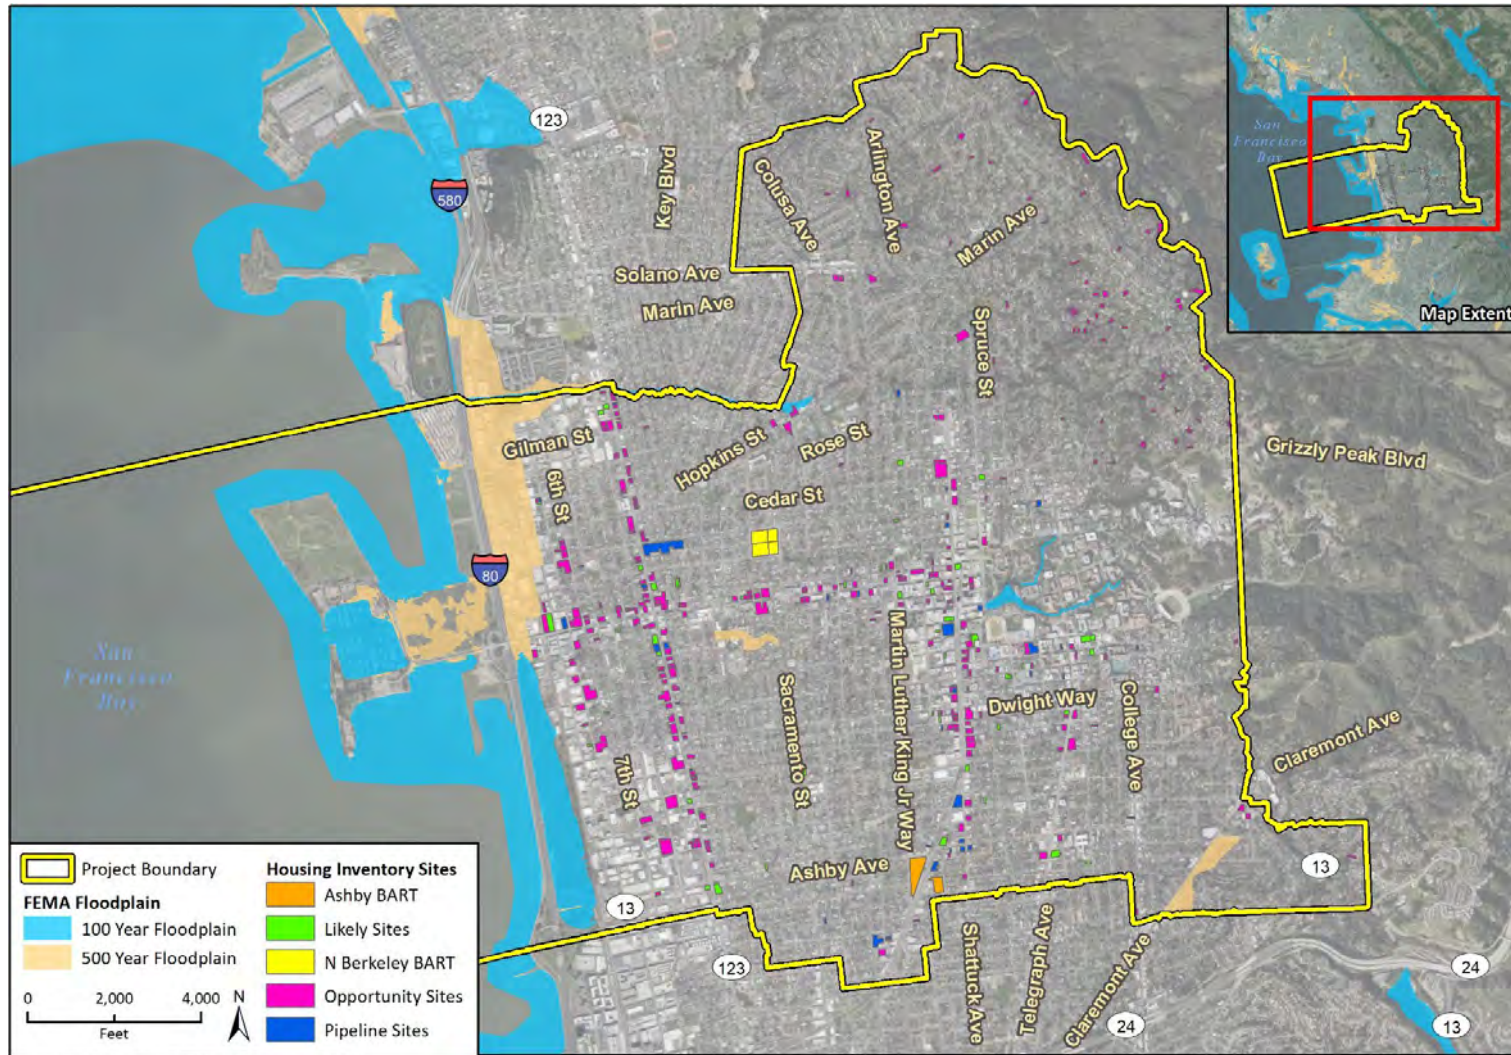 123
580
Key Blvd
Colusa Ave
Arlington Ave
Marin Ave
Solano Ave
Marin Ave
Spruce St
San
Francisco
Bay
Map Extent
Gilman St
6th St
Hopkins St
Rose St
Cedar St
Grizzly Peak Blvd
80
San
Francisco
Bay
Sacramento St
Martin Luther King Jr Way
Dwight Way
College Ave
Claremont Ave
7th St
Ashby Ave
13
13
123
Shattuck Ave
Telegraph Ave
Claremont Ave
24
24
13
Project Boundary
FEMA Floodplain
100 Year Floodplain
500 Year Floodplain
0 2,000 4,000
Feet
N
Housing Inventory Sites
Ashby BART
Likely Sites
N Berkeley BART
Opportunity Sites
Pipeline Sites